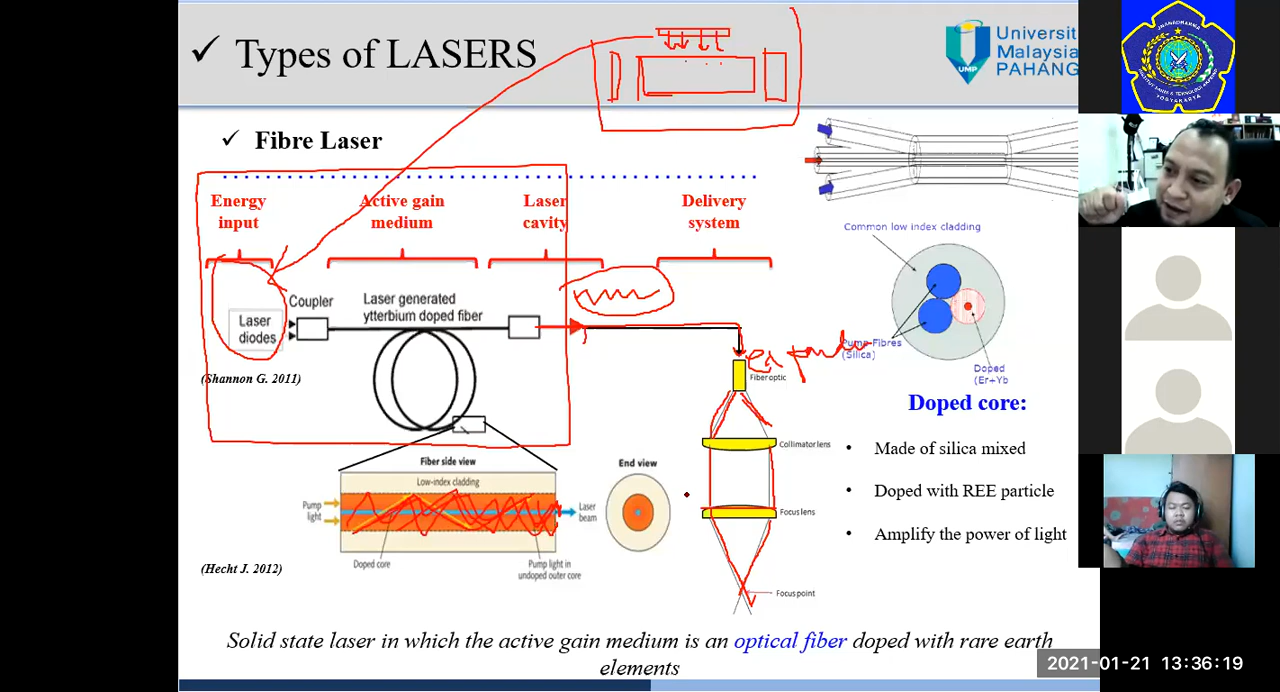 ✓ Types of LASERS
Universiti
Malaysia
PAHANG
UMP
YOGYAKARTA
✓ Fibre Laser
Energy
input
Active gain
medium
Laser
cavity
Delivery
system
Coupler
Laser
diodes
Laser generated
ytterbium doped fiber
(Shannon G. 2011)
Fiber side view
Low-index cladding
Pump
light
Laser
beam
Doped core
Pump light in
undoped outer core
End view
(Hecht J. 2012)
Fiber optic
Collimator lens
Focus lens
Focus point
Common low index cladding
Pump Fibres
(Silica)
Doped
(Er+Yb
Doped core:
• Made of silica mixed
• Doped with REE particle
• Amplify the power of light
Solid state laser in which the active gain medium is an optical fiber doped with rare earth
elements
2021-01-21 13:36:19